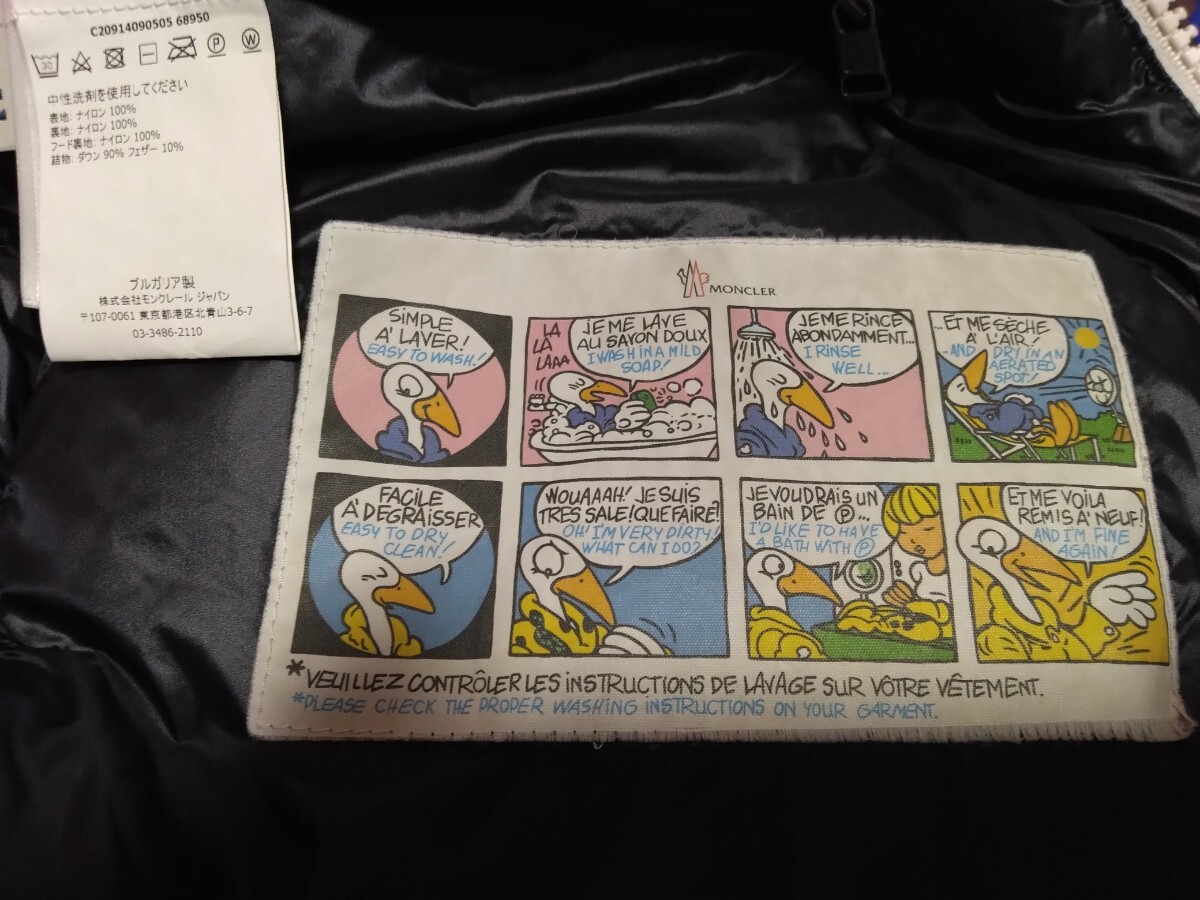 C20914090505 68950
30
P
W
中性洗剤を使用してください
表地: ナイロン 100%
裏地: ナイロン 100%
フード裏地: ナイロン 100%
詰物: ダウン 90% フェザー 10%
ブルガリア製
株式会社モンクレール ジャパン
〒107-0061 東京都港区北青山3-6-7
03-3486-2110
MONCLER
SIMPLE
A' LAVER!
EASY TO WASH!
LA
LA
LAAA
JE ME LAVE
AU SAYON DOUX
I WASH IN A MILD
SOAP!
JE ME RINCE
ABONDAMMENT...
I RINSE
WELL...
...ET ME SÈCHE
A' L'AIR!
...AND DRY IN AN
AERATED
SPOT!
FACILE
A' DEGRAISSER
EASY TO DRY
CLEAN!
WOUAAAH! JE SUIS
TRES SALE! QUE FAIRE?
OH! I'M VERY DIRTY!
WHAT CAN I DO?
JE VOUDRAIS UN
BAIN DE Ⓟ...
I'D LIKE TO HAVE
A BATH WITH Ⓟ
ET ME VOILA
REMIS A' NEUF!
AND I'M FINE
AGAIN!
*VEUILLEZ CONTRÔLER LES INSTRUCTIONS DE LAVAGE SUR VÔTRE VÊTEMENT.
*PLEASE CHECK THE PROPER WASHING INSTRUCTIONS ON YOUR GARMENT.